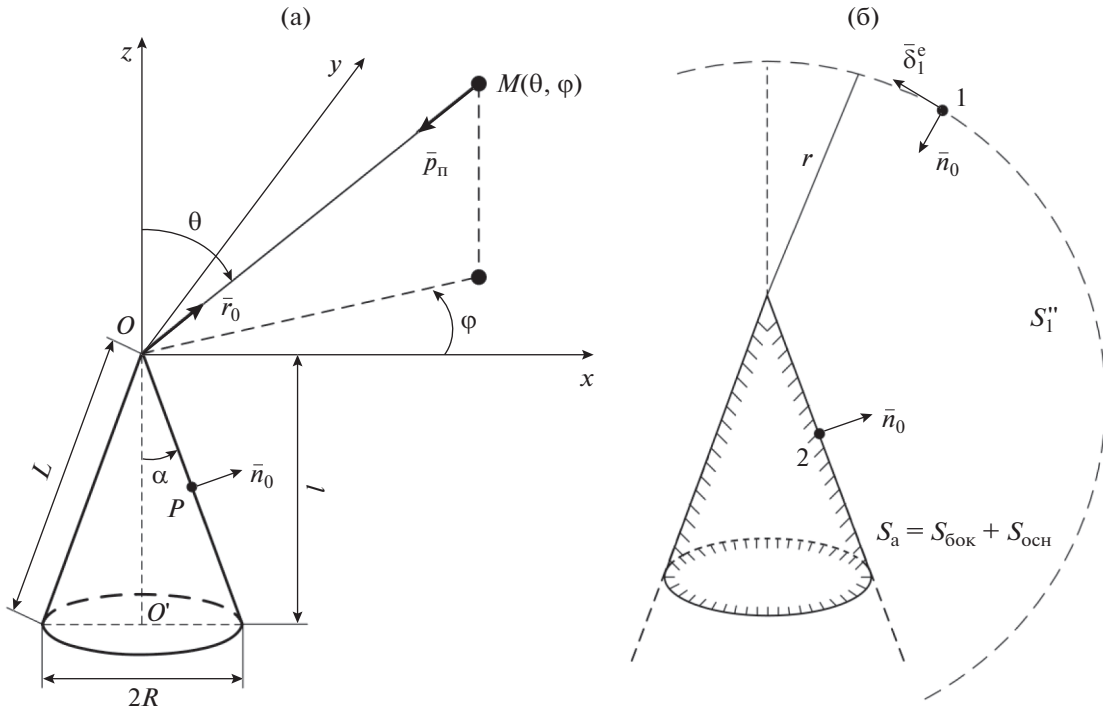 (а)
(б)
z
y
M(θ, φ)
p̄п
θ
r̄0
O
φ
x
L
α
n̄0
P
l
O'
2R
δ̄1e
1
n̄0
r
S1''
n̄0
2
Sа = Sбок + Sосн